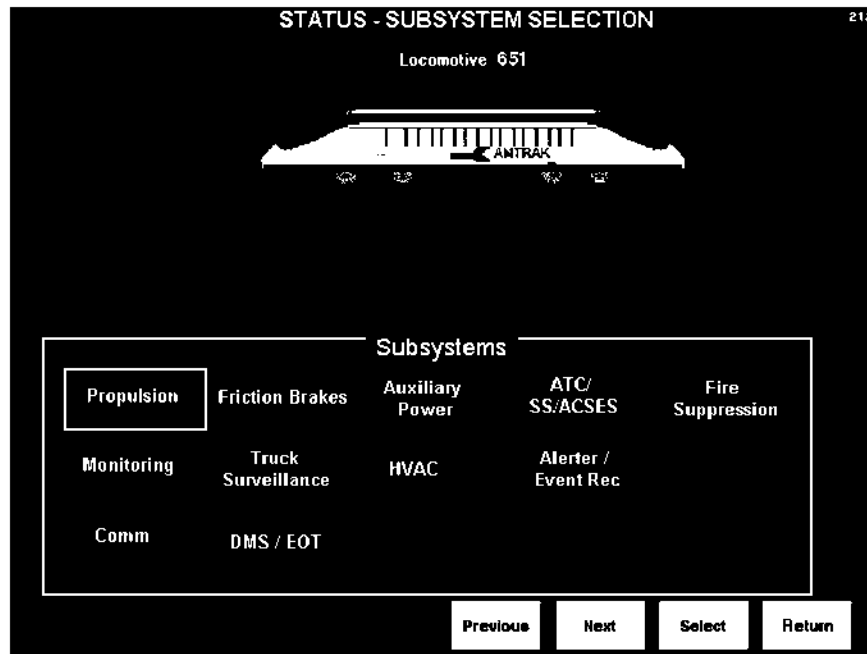 STATUS - SUBSYSTEM SELECTION
Locomotive 651
AMTRAK
Subsystems
Propulsion
Friction Brakes
Auxiliary
Power
ATC/
SS/ACSES
Fire
Suppression
Monitoring
Truck
Surveillance
HVAC
Alerter /
Event Rec
Comm
DMS / EOT
Previous
Next
Select
Return